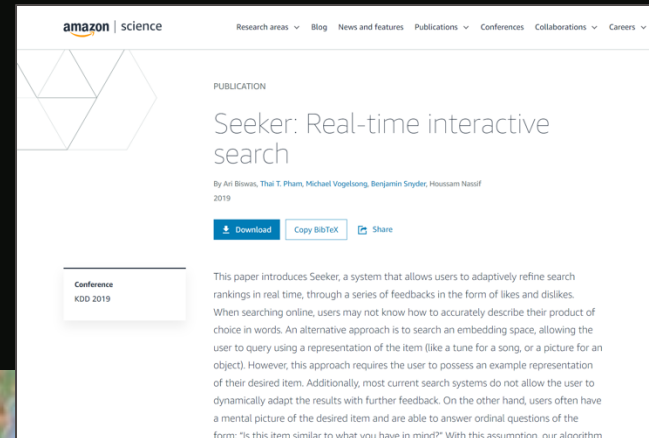 amazon | science
Research areas Blog News and features Publications Conferences Collaborations Careers
PUBLICATION
Seeker: Real-time interactive
search
By Ari Biswas, Thai T. Pham, Michael Vogelsong, Benjamin Snyder, Houssam Nassif
2019
Download Copy BibTeX Share
Conference
KDD 2019
This paper introduces Seeker, a system that allows users to adaptively refine search
rankings in real time, through a series of feedbacks in the form of likes and dislikes.
When searching online, users may not know how to accurately describe their product of
choice in words. An alternative approach is to search an embedding space, allowing the
user to query using a representation of the item (like a tune for a song, or a picture for an
object). However, this approach requires the user to possess an example representation
of their desired item. Additionally, most current search systems do not allow the user to
dynamically adapt the results with further feedback. On the other hand, users often have
a mental picture of the desired item and are able to answer ordinal questions of the
form: "Is this item similar to what you have in mind?" With this assumption, our algorithm